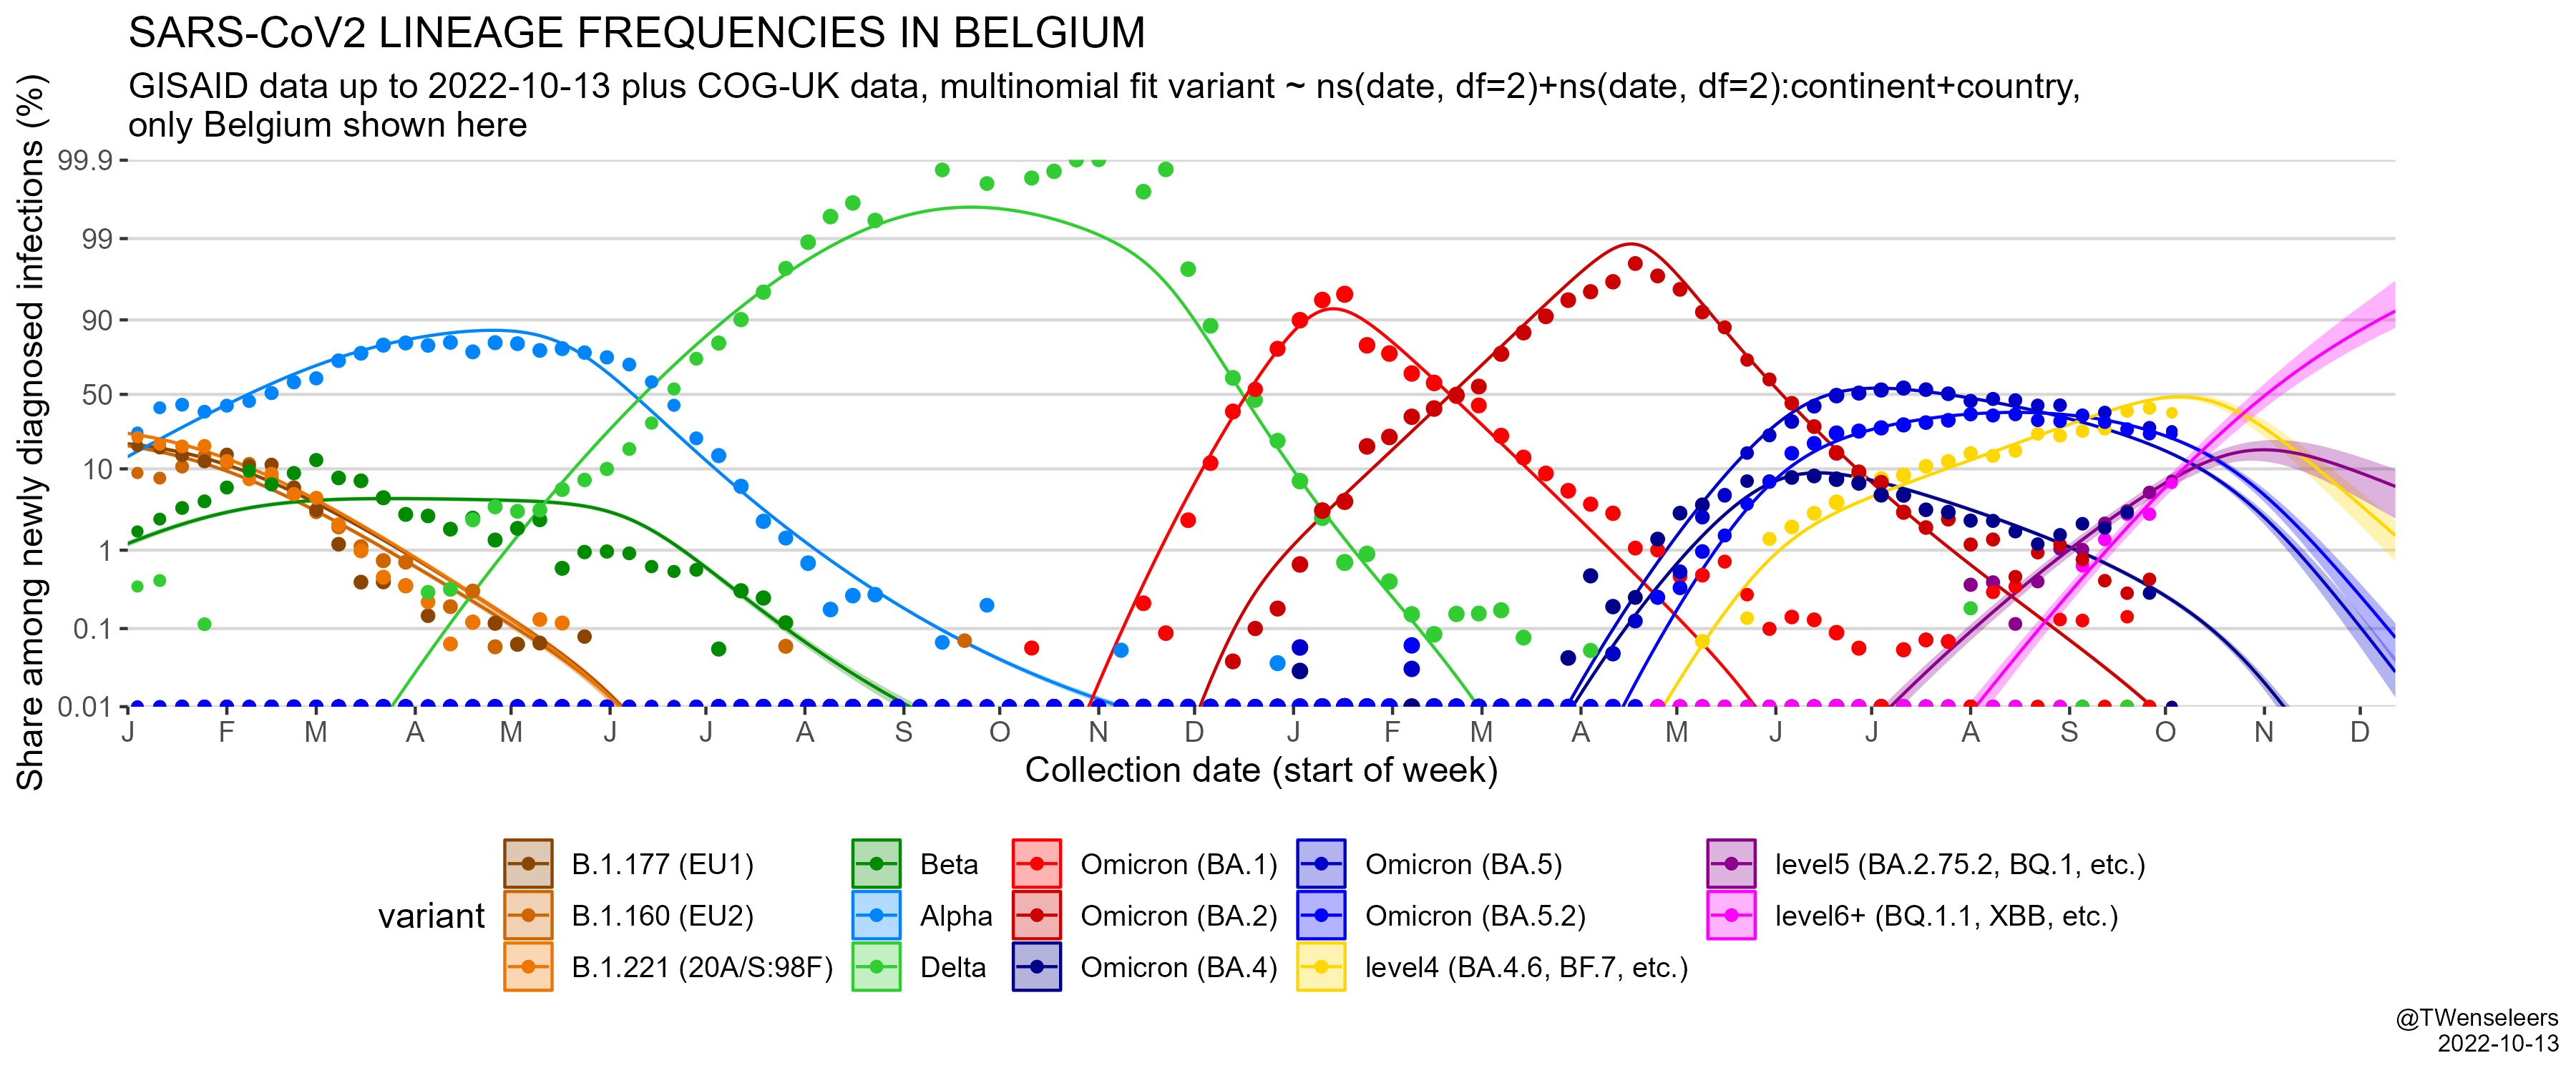 SARS-CoV2 LINEAGE FREQUENCIES IN BELGIUM
GISAID data up to 2022-10-13 plus COG-UK data, multinomial fit variant ~ ns(date, df=2)+ns(date, df=2):continent+country,
only Belgium shown here
Share among newly diagnosed infections (%)
99.9
99
90
50
10
1
0.1
0.01
J F M A M J J A S O N D J F M A M J J A S O N D
Collection date (start of week)
variant
B.1.177 (EU1)
B.1.160 (EU2)
B.1.221 (20A/S:98F)
Beta
Alpha
Delta
Omicron (BA.1)
Omicron (BA.2)
Omicron (BA.4)
Omicron (BA.5)
Omicron (BA.5.2)
level4 (BA.4.6, BF.7, etc.)
level5 (BA.2.75.2, BQ.1, etc.)
level6+ (BQ.1.1, XBB, etc.)
@TWenseleers
2022-10-13